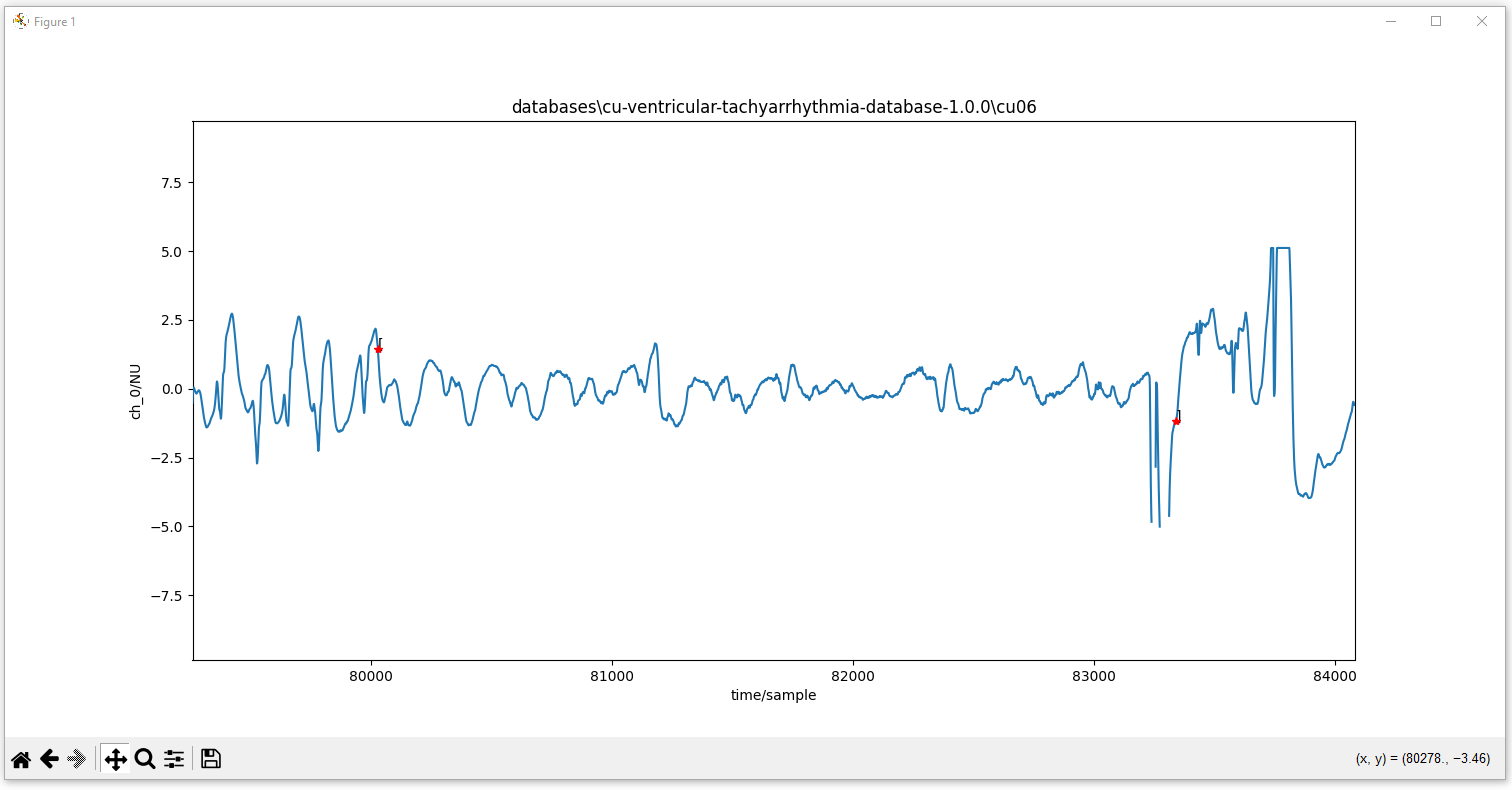 Figure 1
databases\cu-ventricular-tachyarrhythmia-database-1.0.0\cu06
7.5
5.0
2.5
0.0
−2.5
−5.0
−7.5
ch_0/NU
[
]
80000
81000
82000
83000
84000
time/sample
(x, y) = (80278., −3.46)